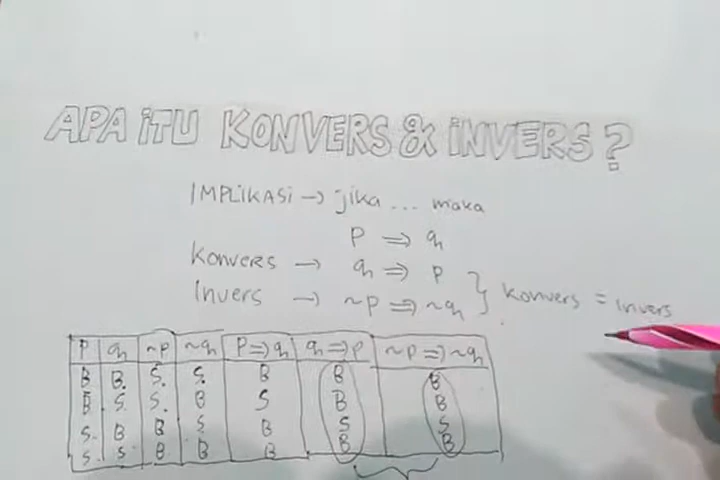 APA iTU KONVERS & iNVERS ?
IMPLIKASI → jika ... maka
P ⇒ q
Konvers → q ⇒ p
Invers → ~p ⇒ ~q } Konvers = invers
P q ~p ~q P⇒q q⇒p ~p⇒~q
B B. S. S. B B B
B S S. B S B B
S. B B S B S S
S. S B B B B B